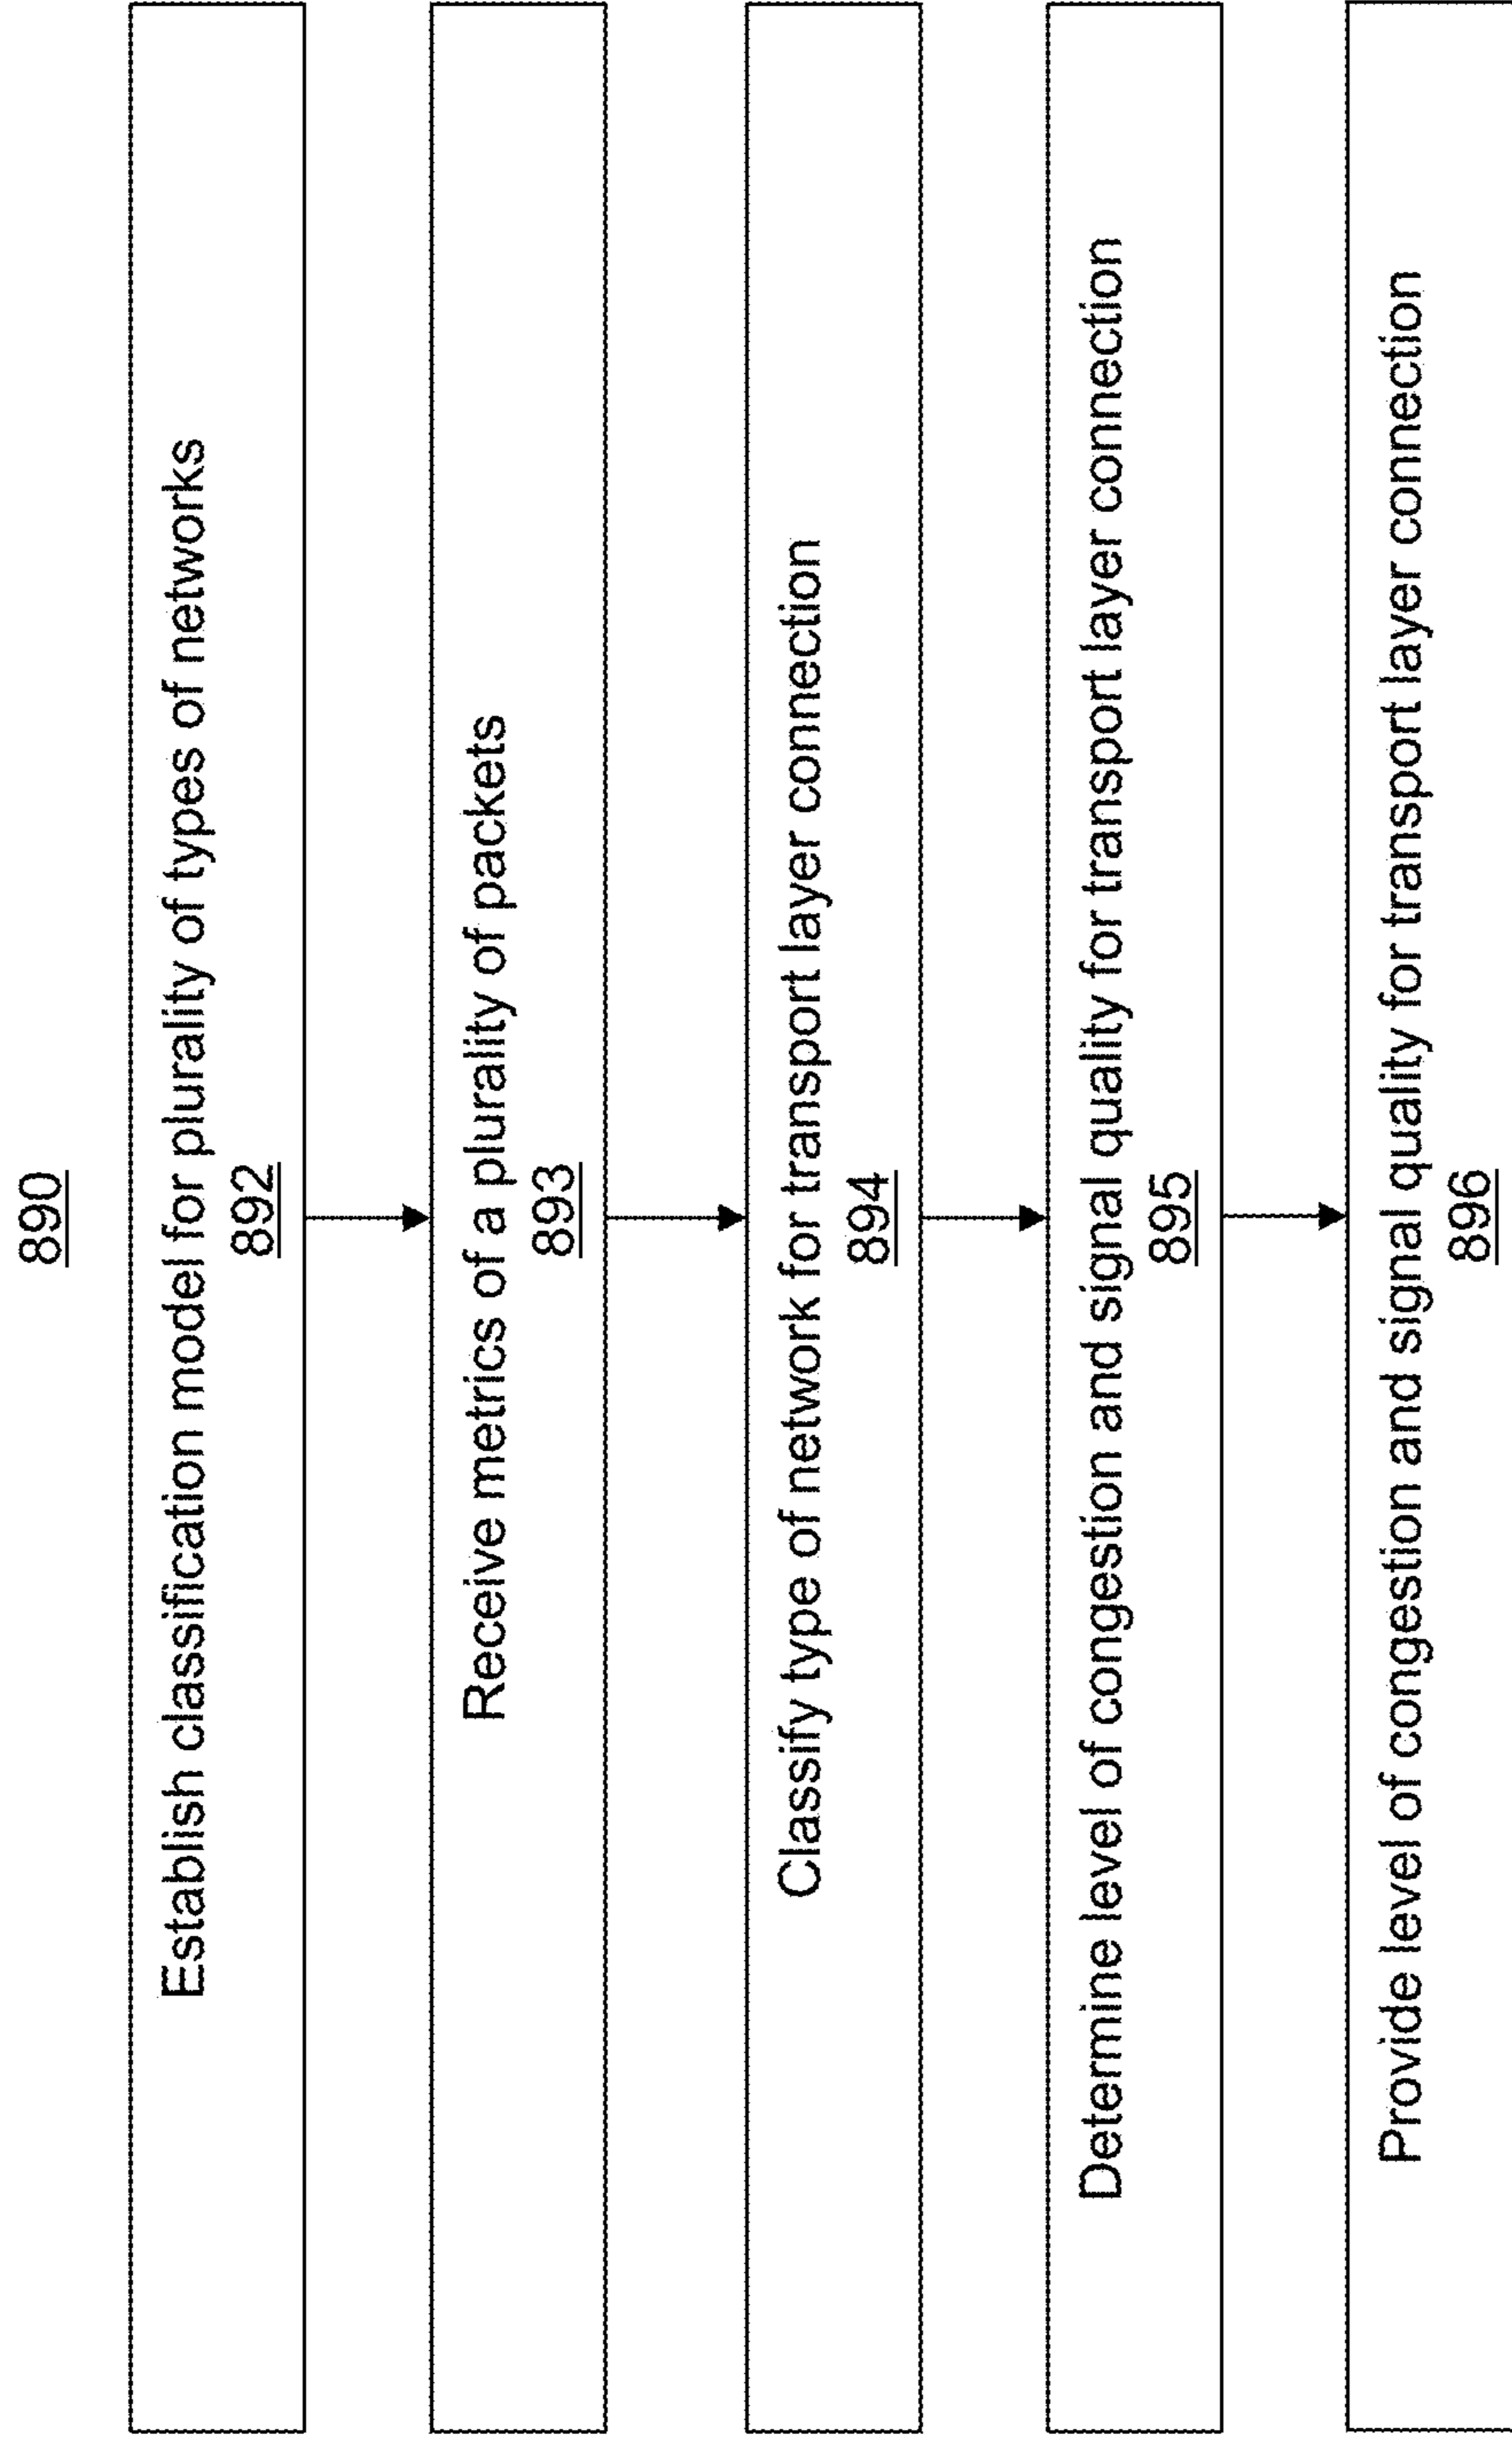 890
Establish classification model for plurality of types of networks
892
Receive metrics of a plurality of packets
893
Classify type of network for transport layer connection
894
Determine level of congestion and signal quality for transport layer connection
895
Provide level of congestion and signal quality for transport layer connection
896